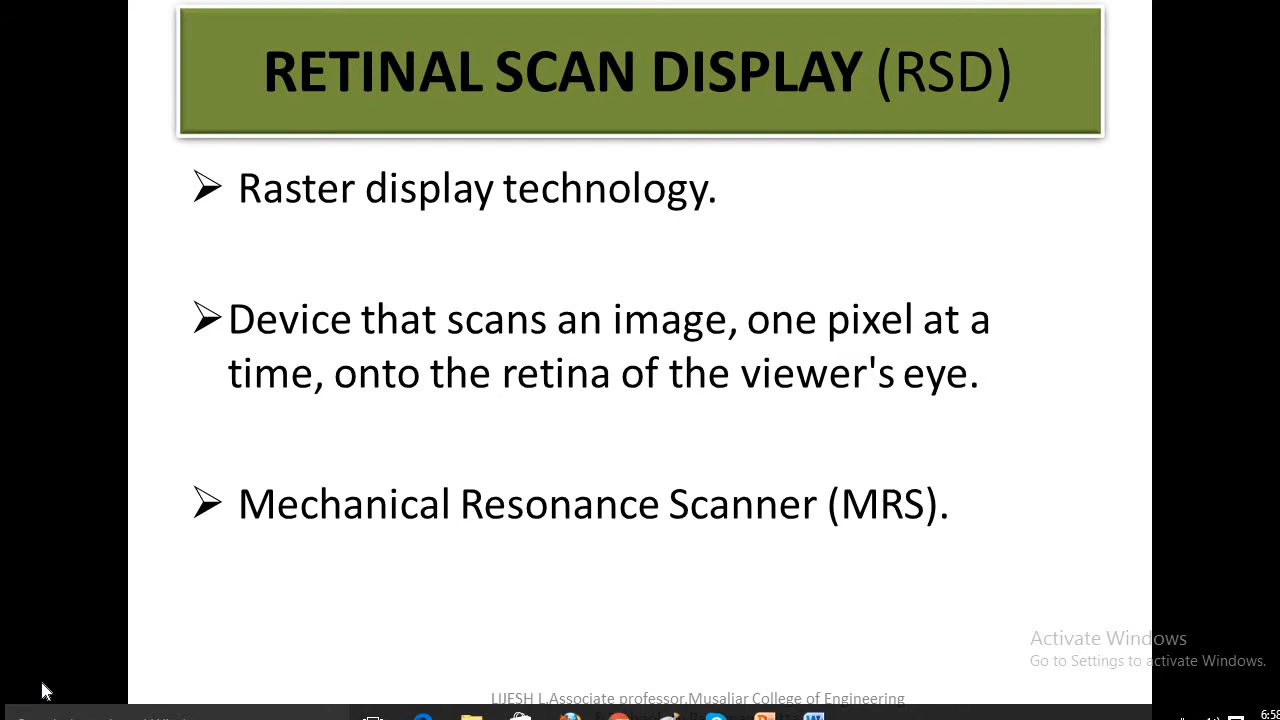 RETINAL SCAN DISPLAY (RSD)
Raster display technology.
Device that scans an image, one pixel at a
time, onto the retina of the viewer's eye.
Mechanical Resonance Scanner (MRS).
Activate Windows
Go to Settings to activate Windows.
LIJESH L.Associate professor.Musaliar College of Engineering